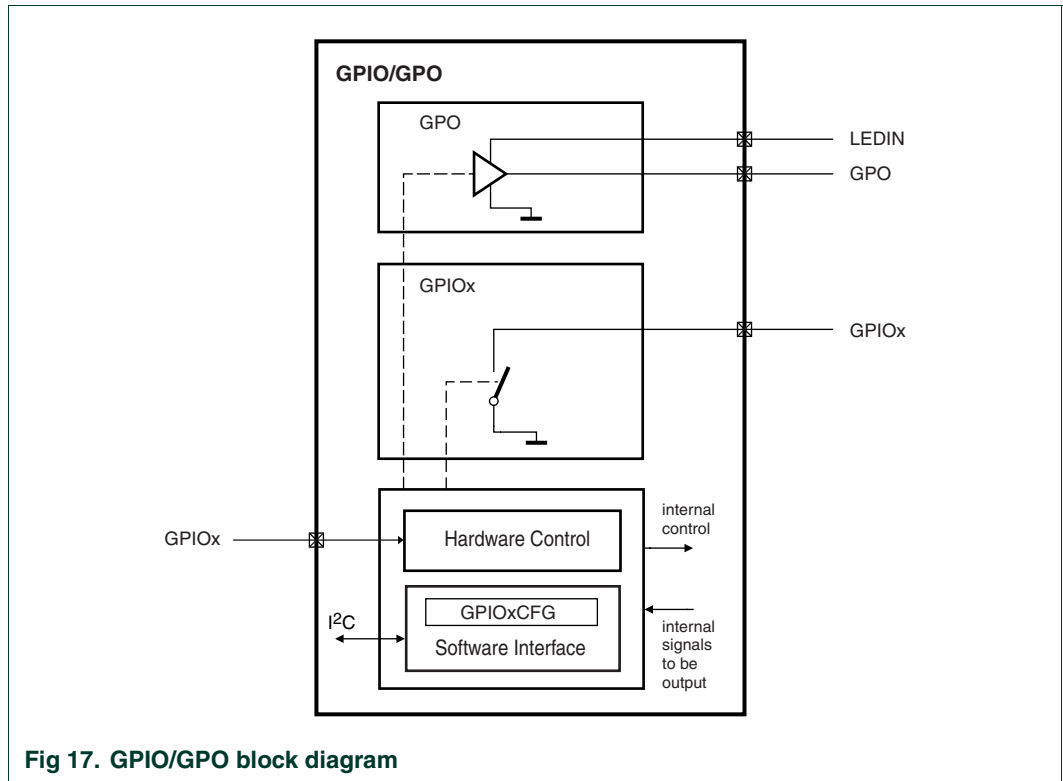 GPIO/GPO
GPO
LEDIN
GPO
GPIOx
GPIOx
GPIOx
Hardware Control
internal
control
GPIOxCFG
I2C
Software Interface
internal
signals
to be
output
Fig 17. GPIO/GPO block diagram